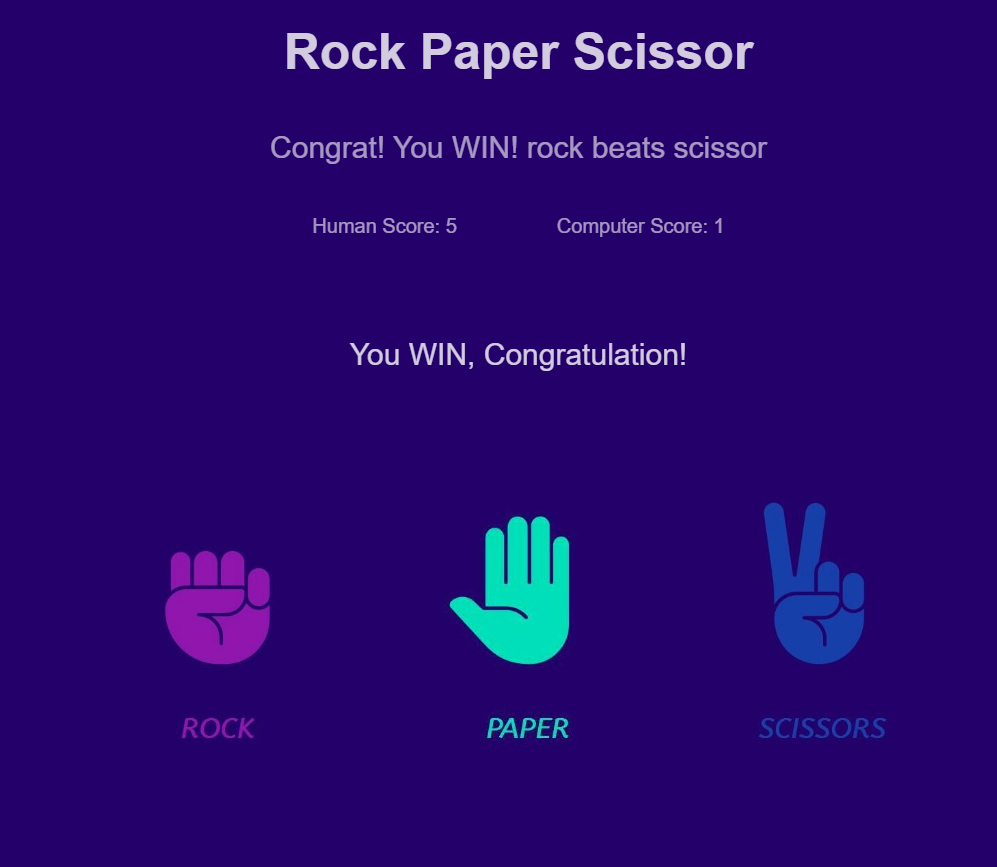 Rock Paper Scissor
Congrat! You WIN! rock beats scissor
Human Score: 5 Computer Score: 1
You WIN, Congratulation!
ROCK PAPER SCISSORS